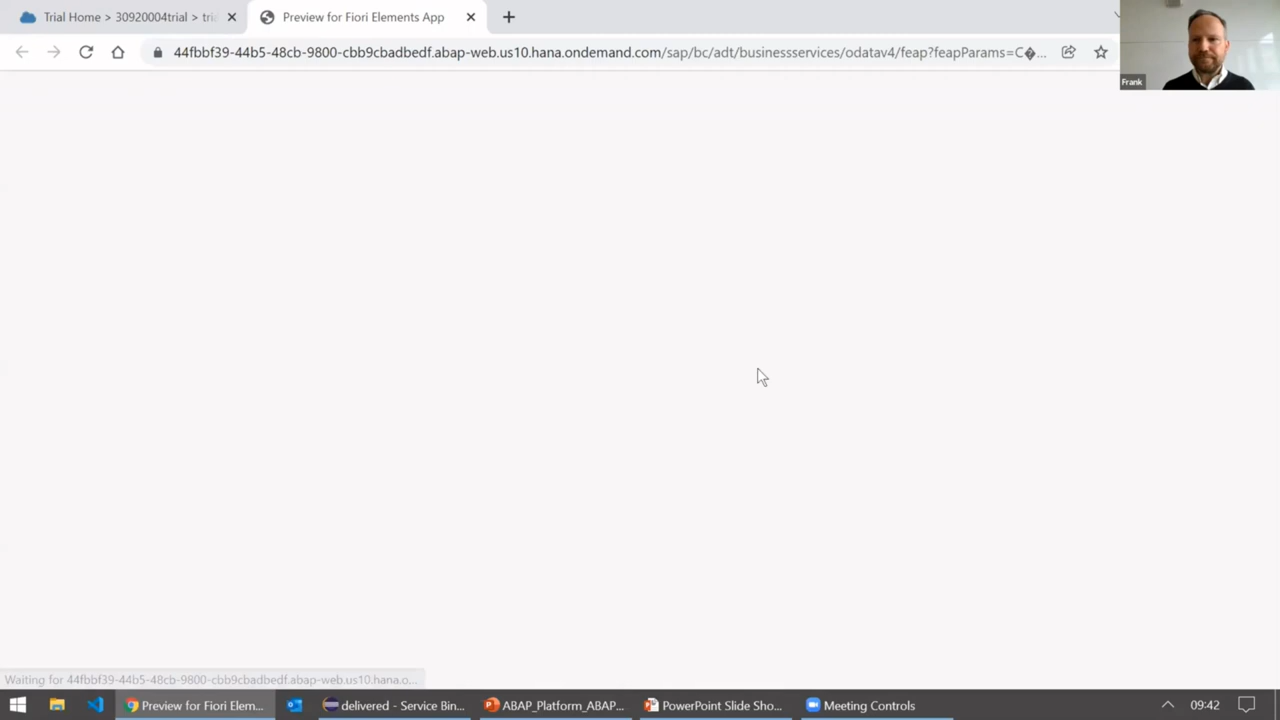 Trial Home > 30920004trial > tri
Preview for Fiori Elements App
44fbbf39-44b5-48cb-9800-cbb9cbadbedf.abap-web.us10.hana.ondemand.com/sap/bc/adt/businessservices/odatav4/feap?feapParams=C�...
Frank
Waiting for 44fbbf39-44b5-48cb-9800-cbb9cbadbedf.abap-web.us10.hana.o...
Preview for Fiori Elem...
delivered - Service Bin...
ABAP_Platform_ABAP...
PowerPoint Slide Sho...
Meeting Controls
09:42